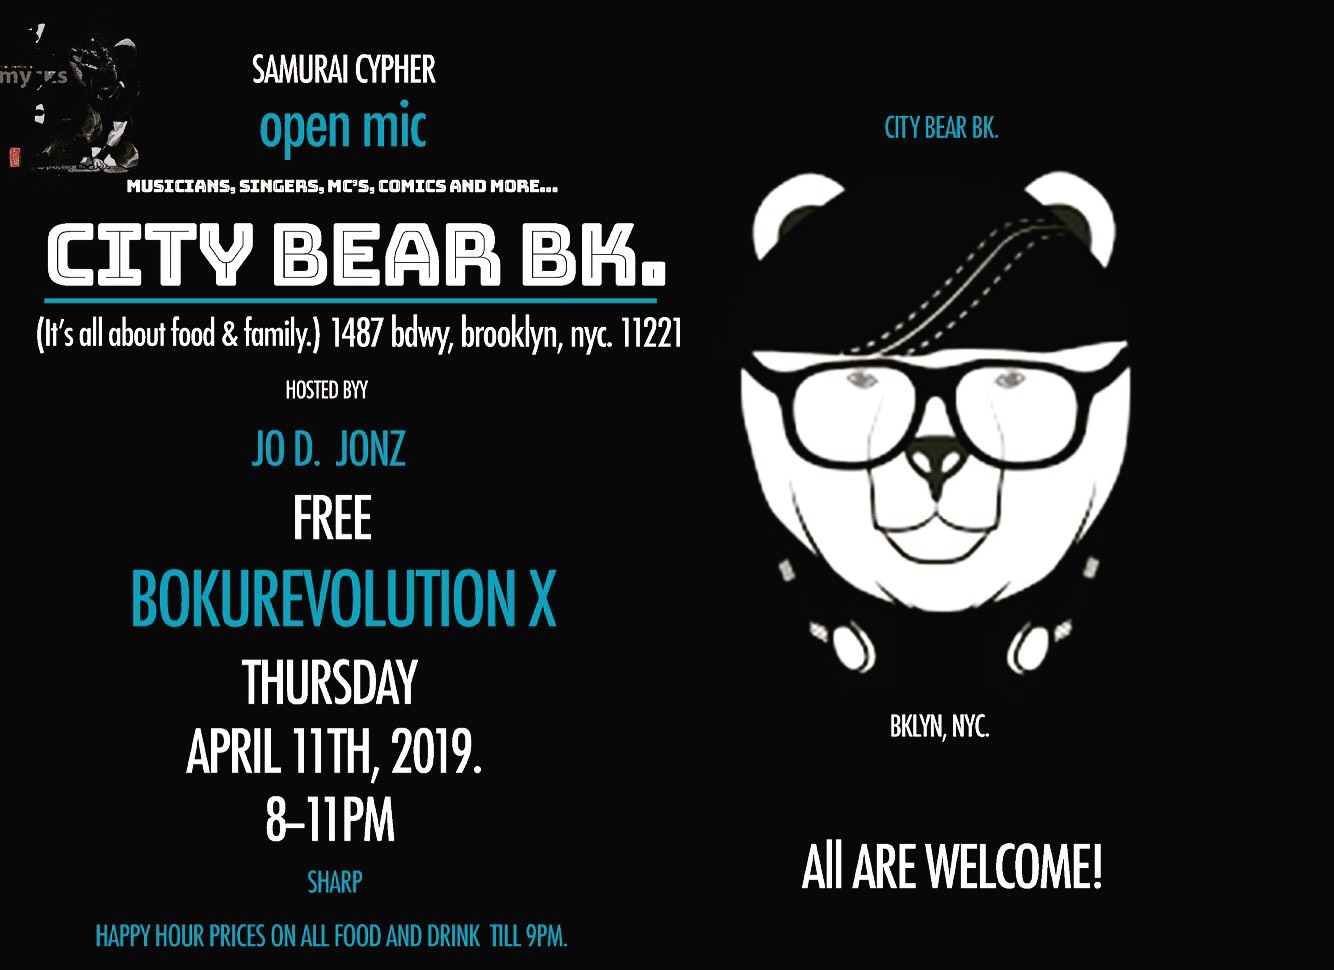 SAMURAI CYPHER
open mic
MUSICIANS, SINGERS, MC'S, COMICS AND MORE...
CITY BEAR BK.
(It's all about food & family.) 1487 bdwy, brooklyn, nyc. 11221
HOSTED BYY
JO D. JONZ
FREE
BOKUREVOLUTION X
THURSDAY
APRIL 11TH, 2019.
8–11PM
SHARP
HAPPY HOUR PRICES ON ALL FOOD AND DRINK TILL 9PM.
CITY BEAR BK.
BKLYN, NYC.
All ARE WELCOME!